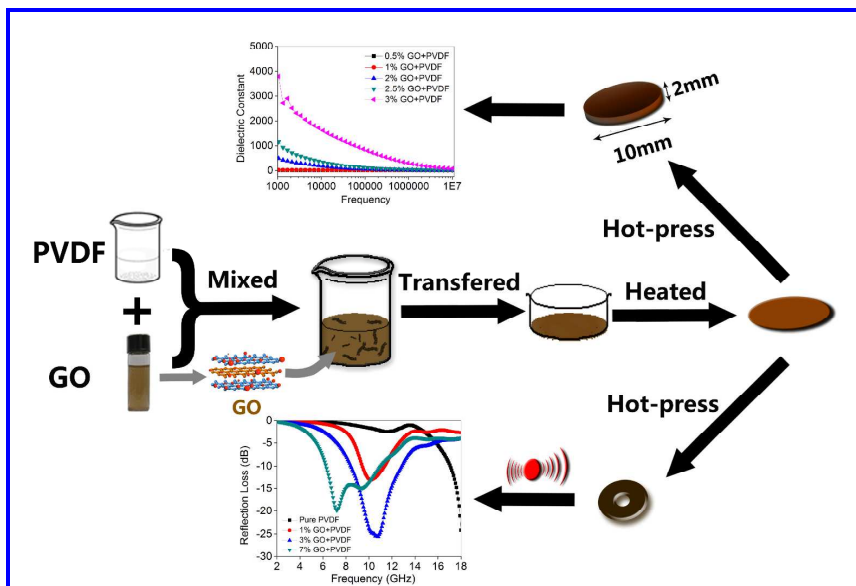 5000
4000
3000
2000
1000
0
Dielectric Constant
0.5% GO+PVDF
1% GO+PVDF
2% GO+PVDF
2.5% GO+PVDF
3% GO+PVDF
1000 10000 100000 1000000 1E7
Frequency
2mm
10mm
Hot-press
PVDF
+
GO
Mixed
GO
Transfered
Heated
Hot-press
0
-5
-10
-15
-20
-25
-30
Reflection Loss (dB)
Pure PVDF
1% GO+PVDF
3% GO+PVDF
7% GO+PVDF
2 4 6 8 10 12 14 16 18
Frequency (GHz)